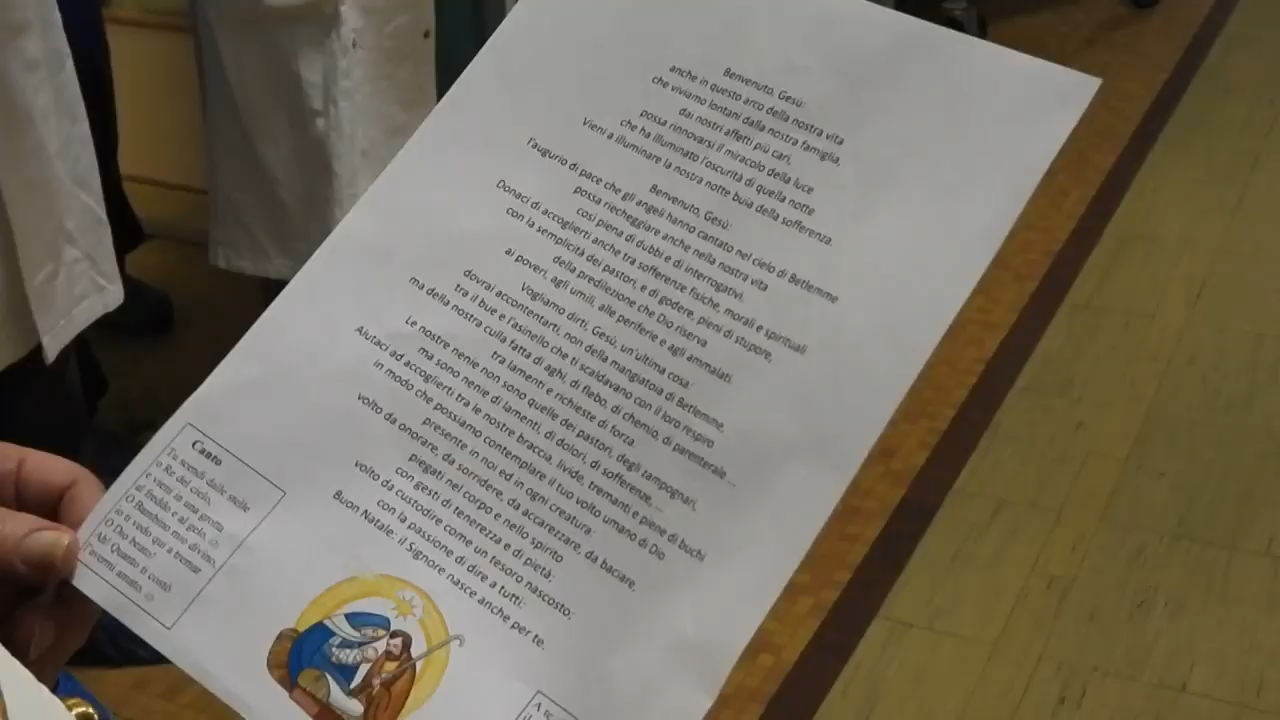 Benvenuto, Gesù:
anche in questo arco della nostra vita
che viviamo lontani dalla nostra famiglia,
dai nostri affetti più cari,
possa rinnovarsi il miracolo della luce
che ha illuminato l'oscurità di quella notte
Vieni a illuminare la nostra notte buia della sofferenza.
Benvenuto, Gesù:
l'augurio di pace che gli angeli hanno cantato nel cielo di Betlemme
possa riecheggiare anche nella nostra vita
così piena di dubbi e di interrogativi.
Donaci di accoglierti anche tra sofferenze fisiche, morali e spirituali
con la semplicità dei pastori, e di godere, pieni di stupore,
della predilezione che Dio riserva
ai poveri, agli umili, alle periferie e agli ammalati.
Vogliamo dirti, Gesù, un'ultima cosa:
dovrai accontentarti, non della mangiatoia di Betlemme,
tra il bue e l'asinello che ti scaldavano con il loro respiro
ma della nostra culla fatta di aghi, di flebo, di chemio, di parenterale ...
tra lamenti e richieste di forza
Le nostre nenie non sono quelle dei pastori, degli zampognari,
ma sono nenie di lamenti, di dolori, di sofferenze, ...
Aiutaci ad accoglierti tra le nostre braccia, livide, tremanti e piene di buchi
in modo che possiamo contemplare il tuo volto umano di Dio
presente in noi ed in ogni creatura:
volto da onorare, da sorridere, da accarezzare, da baciare,
piegati nel corpo e nello spirito
con gesti di tenerezza e di pietà;
volto da custodire come un tesoro nascosto,
con la passione di dire a tutti:
Buon Natale: il Signore nasce anche per te.
Canto
Tu scendi dalle stelle
o Re del cielo,
e vieni in una grotta
al freddo e al gelo.
O Bambino mio divino,
io ti vedo qui a tremar
O Dio beato!
Ah! Quanto ti costò
l'avermi amato.
A te